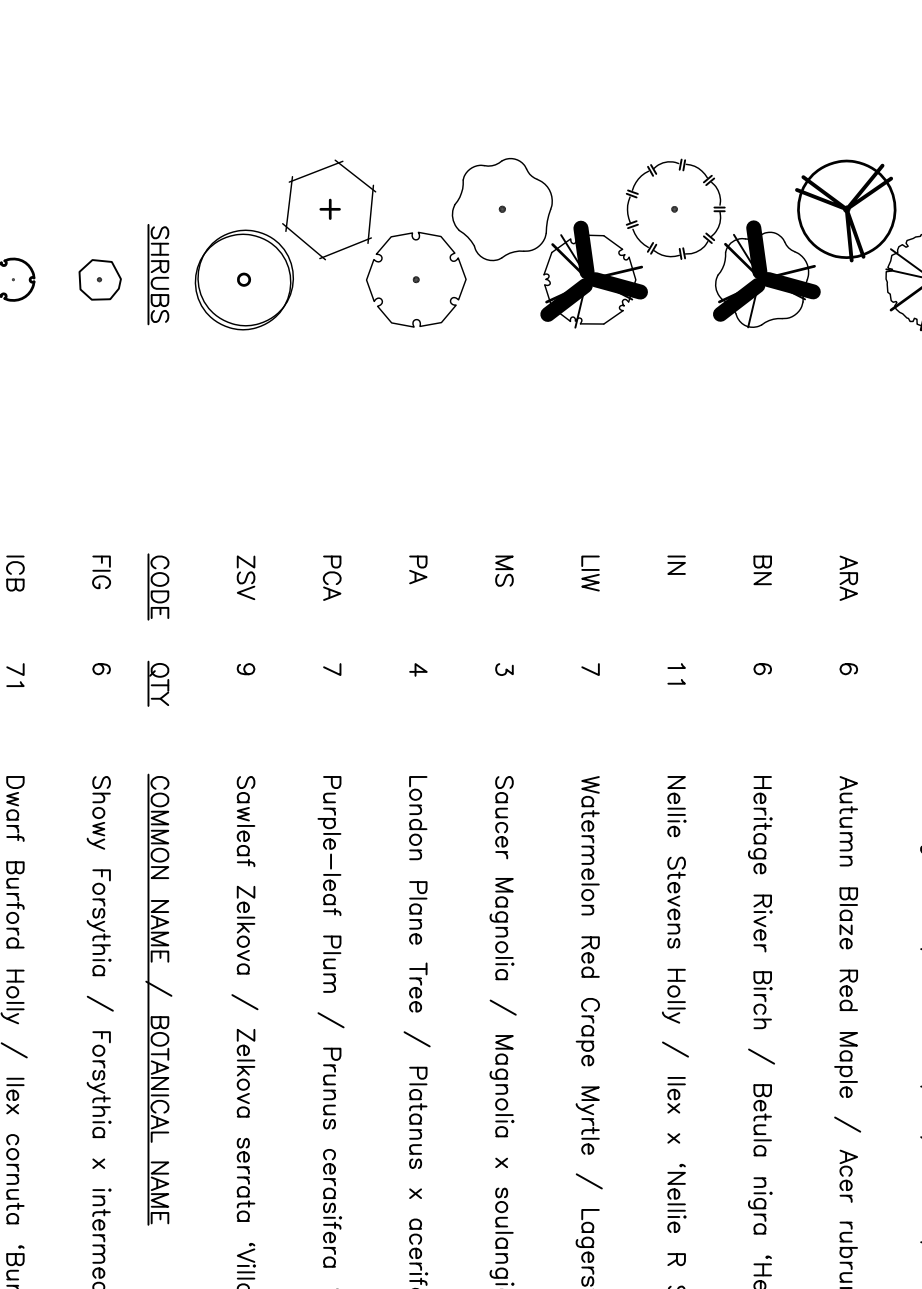 ARA 6 Autumn Blaze Red Maple / Acer rubrum
BN 6 Heritage River Birch / Betula nigra ‘He
IN 11 Nellie Stevens Holly / Ilex x ‘Nellie R S
LIW 7 Watermelon Red Crape Myrtle / Lagers
MS 3 Saucer Magnolia / Magnolia x soulangi
PA 4 London Plane Tree / Platanus x acerif
PCA 7 Purple-leaf Plum / Prunus cerasifera ‘
ZSV 9 Sawleaf Zelkova / Zelkova serrata ‘Villa
SHRUBS CODE QTY COMMON NAME / BOTANICAL NAME
FIG 6 Showy Forsythia / Forsythia x intermed
ICB 71 Dwarf Burford Holly / Ilex cornuta ‘Bur